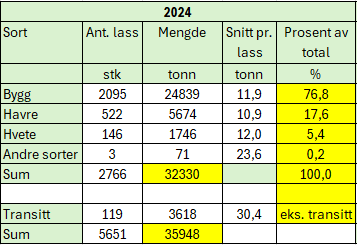 2024
Sort Ant. lass Mengde Snitt pr. lass Prosent av total
stk tonn tonn %
Bygg 2095 24839 11,9 76,8
Havre 522 5674 10,9 17,6
Hvete 146 1746 12,0 5,4
Andre sorter 3 71 23,6 0,2
Sum 2766 32330 100,0
Transitt 119 3618 30,4 eks. transitt
Sum 5651 35948